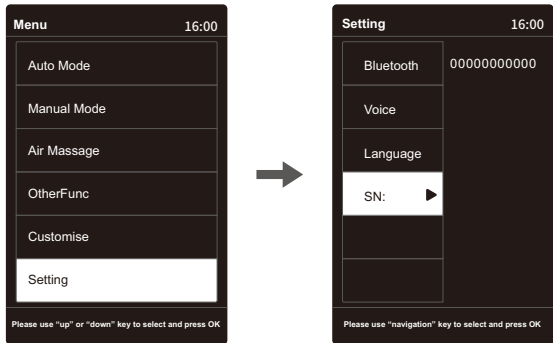 Menu 16:00
Auto Mode
Manual Mode
Air Massage
OtherFunc
Customise
Setting
Please use “up” or “down” key to select and press OK
Setting 16:00
Bluetooth 00000000000
Voice
Language
SN:
Please use “navigation” key to select and press OK